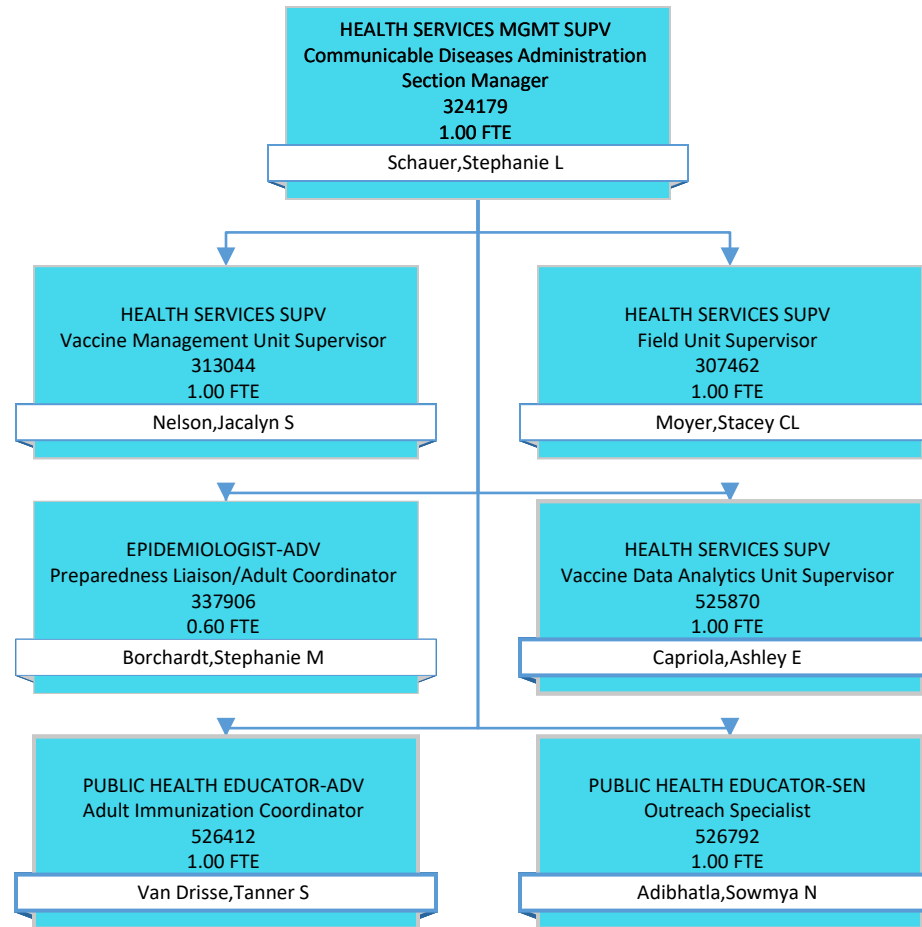 HEALTH SERVICES MGMT SUPV
Communicable Diseases Administration
Section Manager
324179
1.00 FTE
Schauer,Stephanie L
HEALTH SERVICES SUPV
Vaccine Management Unit Supervisor
313044
1.00 FTE
Nelson,Jacalyn S
HEALTH SERVICES SUPV
Field Unit Supervisor
307462
1.00 FTE
Moyer,Stacey CL
EPIDEMIOLOGIST-ADV
Preparedness Liaison/Adult Coordinator
337906
0.60 FTE
Borchardt,Stephanie M
HEALTH SERVICES SUPV
Vaccine Data Analytics Unit Supervisor
525870
1.00 FTE
Capriola,Ashley E
PUBLIC HEALTH EDUCATOR-ADV
Adult Immunization Coordinator
526412
1.00 FTE
Van Drisse,Tanner S
PUBLIC HEALTH EDUCATOR-SEN
Outreach Specialist
526792
1.00 FTE
Adibhatla,Sowmya N